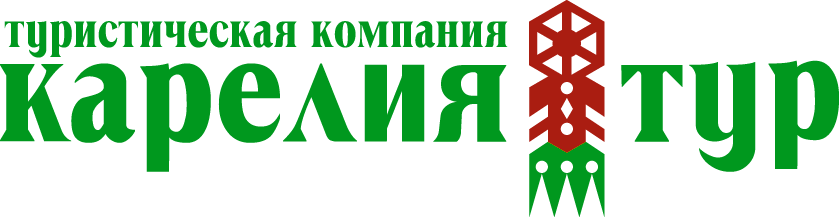 туристическая компания
карелия тур